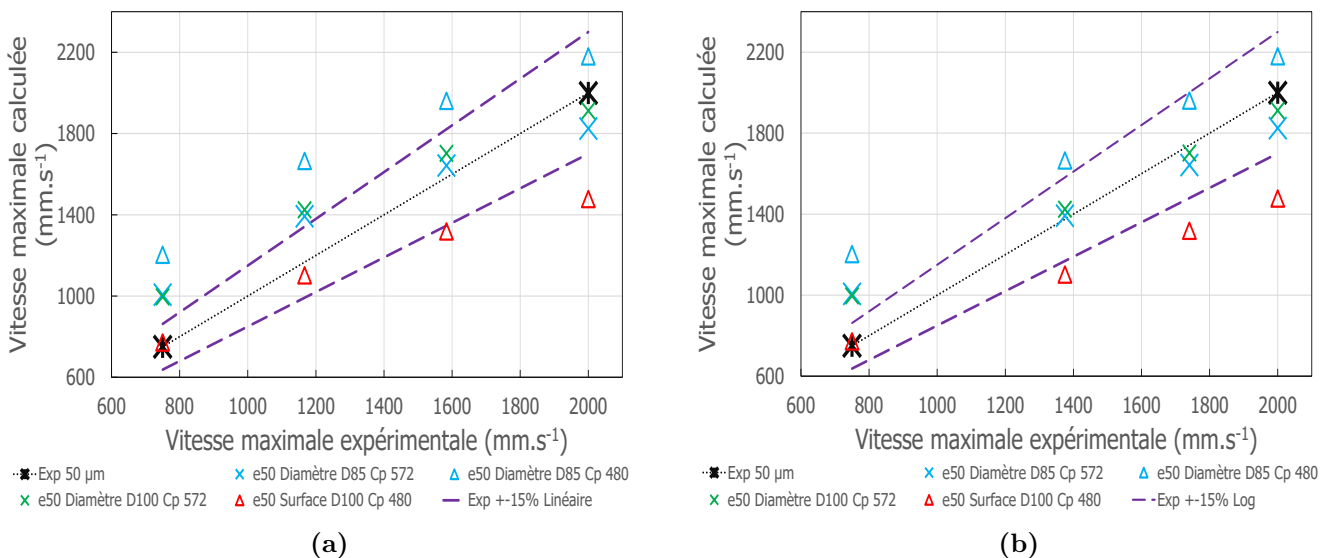 Vitesse maximale calculée
(mm.s⁻¹)
2200
1800
1400
1000
600
600 800 1000 1200 1400 1600 1800 2000
Vitesse maximale expérimentale (mm.s⁻¹)
Exp 50 µm
e50 Diamètre D85 Cp 572
e50 Diamètre D85 Cp 480
e50 Diamètre D100 Cp 572
e50 Surface D100 Cp 480
Exp +-15% Linéaire
(a)
Vitesse maximale calculée
(mm.s⁻¹)
2200
1800
1400
1000
600
600 800 1000 1200 1400 1600 1800 2000
Vitesse maximale expérimentale (mm.s⁻¹)
Exp 50 µm
e50 Diamètre D85 Cp 572
e50 Diamètre D85 Cp 480
e50 Diamètre D100 Cp 572
e50 Surface D100 Cp 480
Exp +-15% Log
(b)